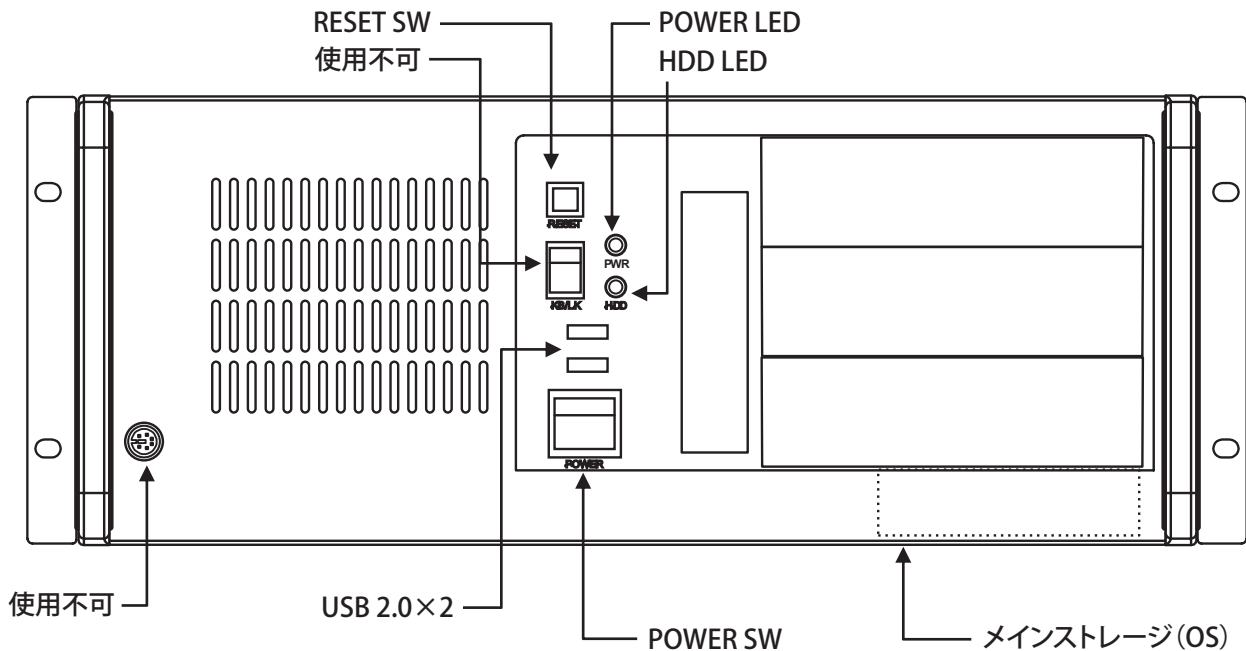 RESET SW
POWER LED
使用不可
HDD LED
RESET
PWR
KB/LK
HDD
POWER
使用不可
USB 2.0×2
POWER SW
メインストレージ（OS）